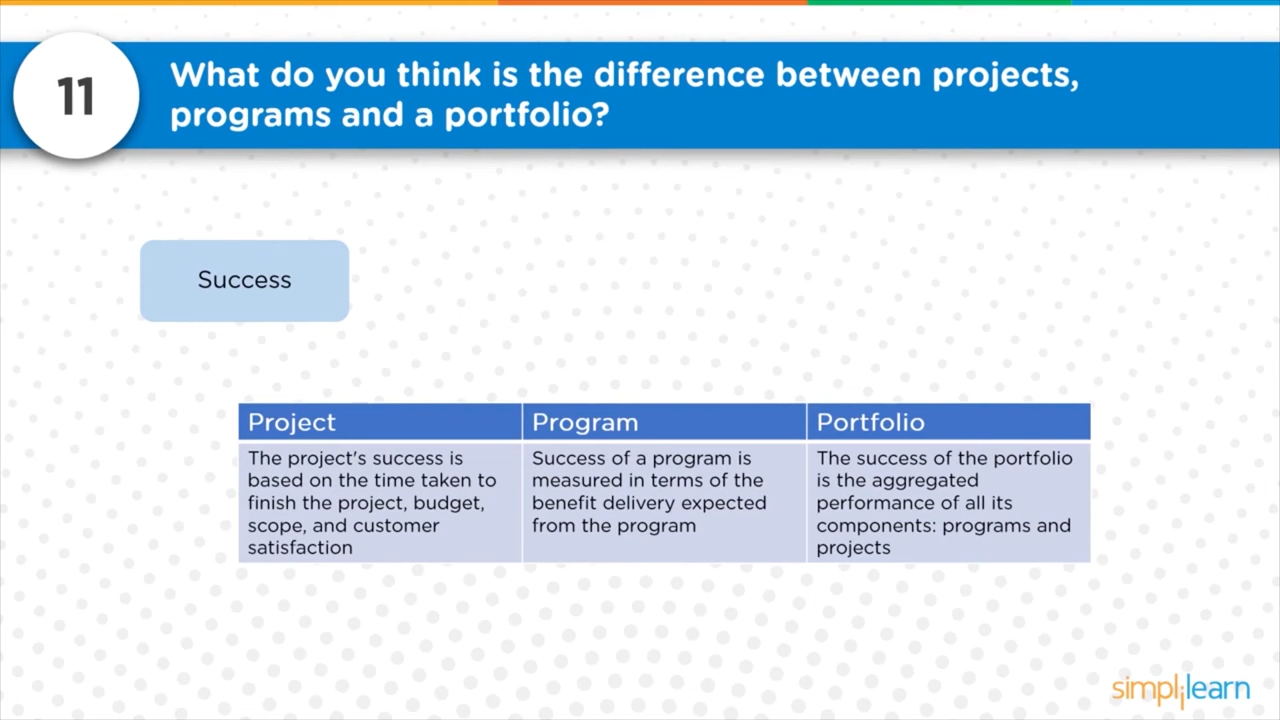 11
What do you think is the difference between projects,
programs and a portfolio?
Success
Project
Program
Portfolio
The project's success is
based on the time taken to
finish the project, budget,
scope, and customer
satisfaction
Success of a program is
measured in terms of the
benefit delivery expected
from the program
The success of the portfolio
is the aggregated
performance of all its
components: programs and
projects
simplilearn